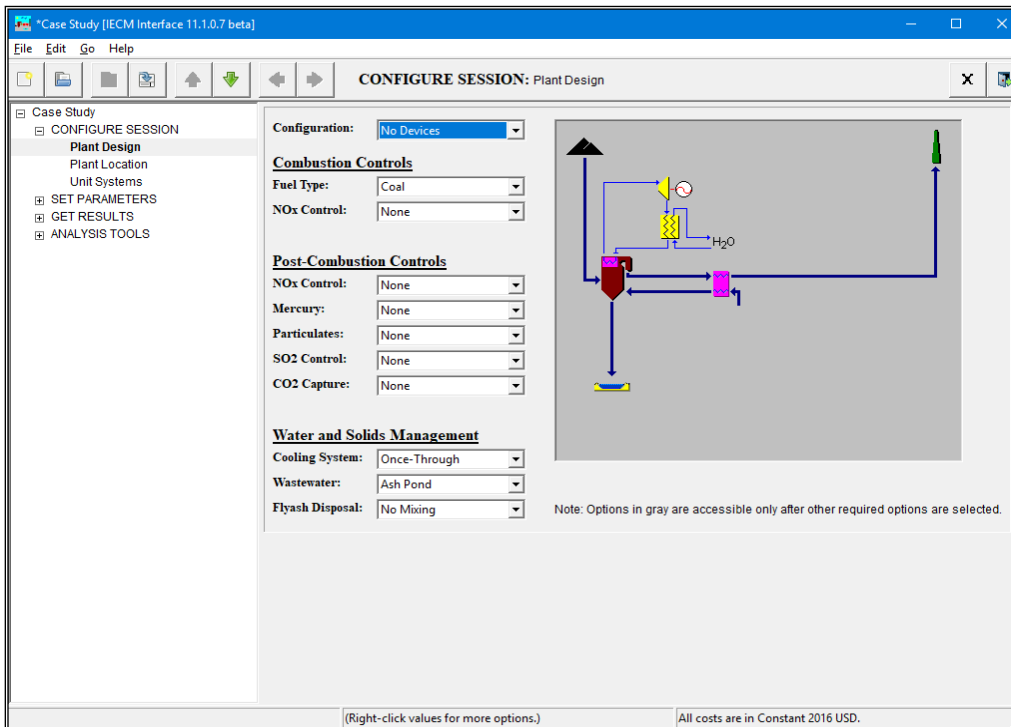 *Case Study [IECM Interface 11.1.0.7 beta]
File Edit Go Help
CONFIGURE SESSION: Plant Design
Case Study
CONFIGURE SESSION
Plant Design
Plant Location
Unit Systems
SET PARAMETERS
GET RESULTS
ANALYSIS TOOLS
Configuration: No Devices
Combustion Controls
Fuel Type: Coal
NOx Control: None
Post-Combustion Controls
NOx Control: None
Mercury: None
Particulates: None
SO2 Control: None
CO2 Capture: None
Water and Solids Management
Cooling System: Once-Through
Wastewater: Ash Pond
Flyash Disposal: No Mixing
H2O
Note: Options in gray are accessible only after other required options are selected.
(Right-click values for more options.)
All costs are in Constant 2016 USD.